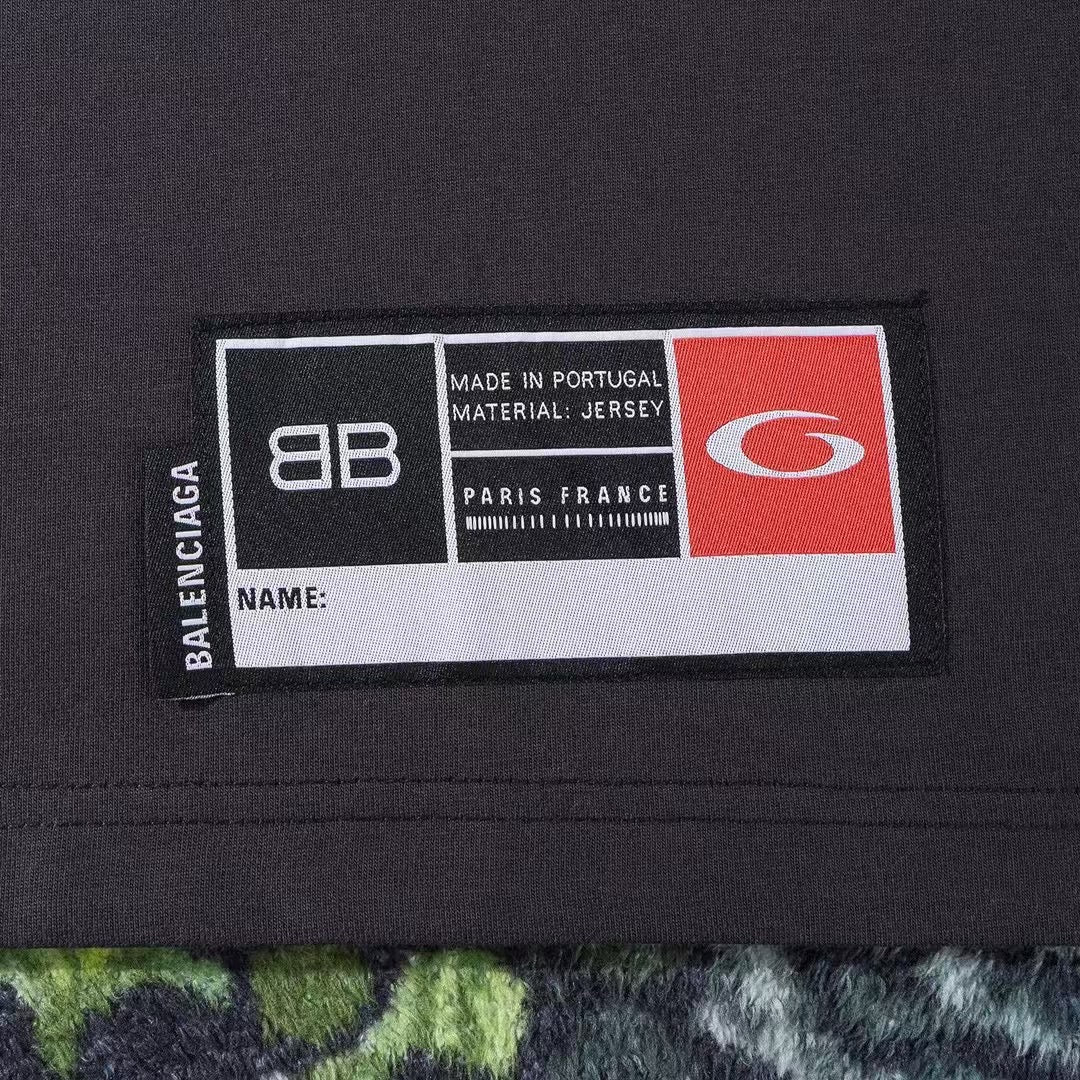 BALENCIAGA
BB
MADE IN PORTUGAL
MATERIAL: JERSEY
PARIS FRANCE
G
NAME: